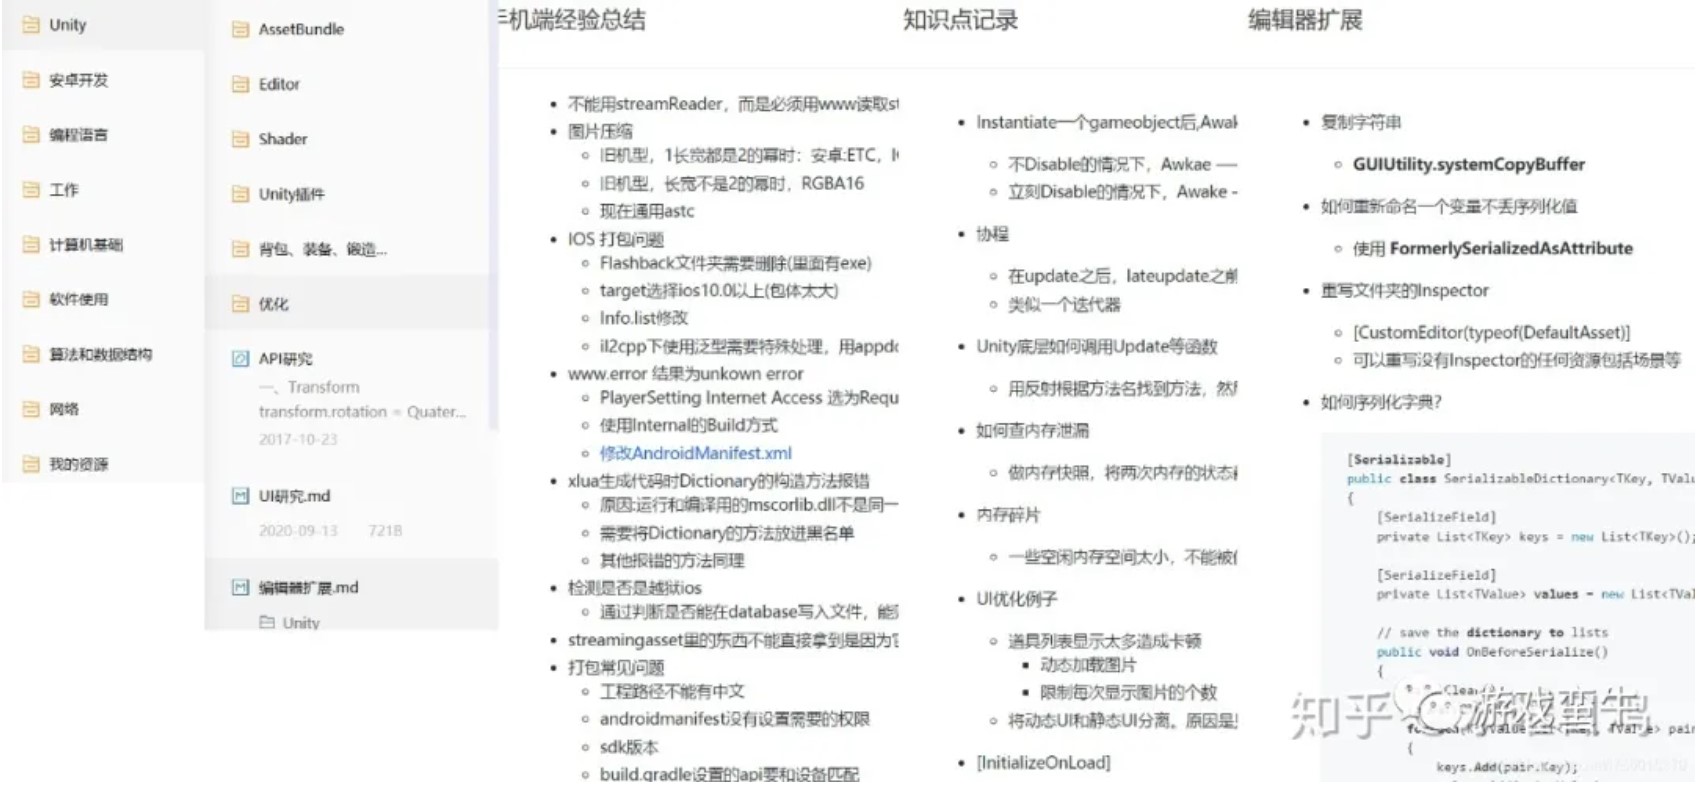 Unity
安卓开发
编程语言
工作
计算机基础
软件使用
算法和数据结构
网络
我的资源
AssetBundle
Editor
Shader
Unity插件
背包、装备、锻造...
优化
API研究
一、Transform
transform.rotation = Quater...
2017-10-23
UI研究.md
2020-09-13 721B
编辑器扩展.md
Unity
手机端经验总结
不能用streamReader，而是必须用www读取st
图片压缩
旧机型，1长宽都是2的幂时：安卓:ETC，I
旧机型，长宽不是2的幂时，RGBA16
现在通用astc
IOS 打包问题
Flashback文件夹需要删除(里面有exe)
target选择ios10.0以上(包体太大)
Info.list修改
il2cpp下使用泛型需要特殊处理，用appdo
www.error 结果为unkown error
PlayerSetting Internet Access 选为Requ
使用Internal的Build方式
修改AndroidManifest.xml
xlua生成代码时Dictionary的构造方法报错
原因:运行和编译用的mscorlib.dll不是同一
需要将Dictionary的方法放进黑名单
其他报错的方法同理
检测是否是越狱ios
通过判断是否能在database写入文件，能
streamingasset里的东西不能直接拿到是因为
打包常见问题
工程路径不能有中文
androidmanifest没有设置需要的权限
sdk版本
build.gradle设置的api要和设备匹配
知识点记录
Instantiate一个gameobject后,Awak
不Disable的情况下，Awkae —
立刻Disable的情况下，Awake -
协程
在update之后，lateupdate之前
类似一个迭代器
Unity底层如何调用Update等函数
用反射根据方法名找到方法，然
如何查内存泄漏
做内存快照，将两次内存的状态
内存碎片
一些空闲内存空间太小，不能被
UI优化例子
道具列表显示太多造成卡顿
动态加载图片
限制每次显示图片的个数
将动态UI和静态UI分离。原因是
[InitializeOnLoad]
编辑器扩展
复制字符串
GUIUtility.systemCopyBuffer
如何重新命名一个变量不丢序列化值
使用 FormerlySerializedAsAttribute
重写文件夹的Inspector
[CustomEditor(typeof(DefaultAsset)]
可以重写没有Inspector的任何资源包括场景等
如何序列化字典?
[Serializable]
public class SerializableDictionary<TKey, TValu
{
[SerializeField]
private List<TKey> keys = new List<TKey>();
[SerializeField]
private List<TValue> values = new List<TVal
// save the dictionary to lists
public void OnBeforeSerialize()
{
keys.Add(pair.Key);
{
知乎 @游戏蛮牛